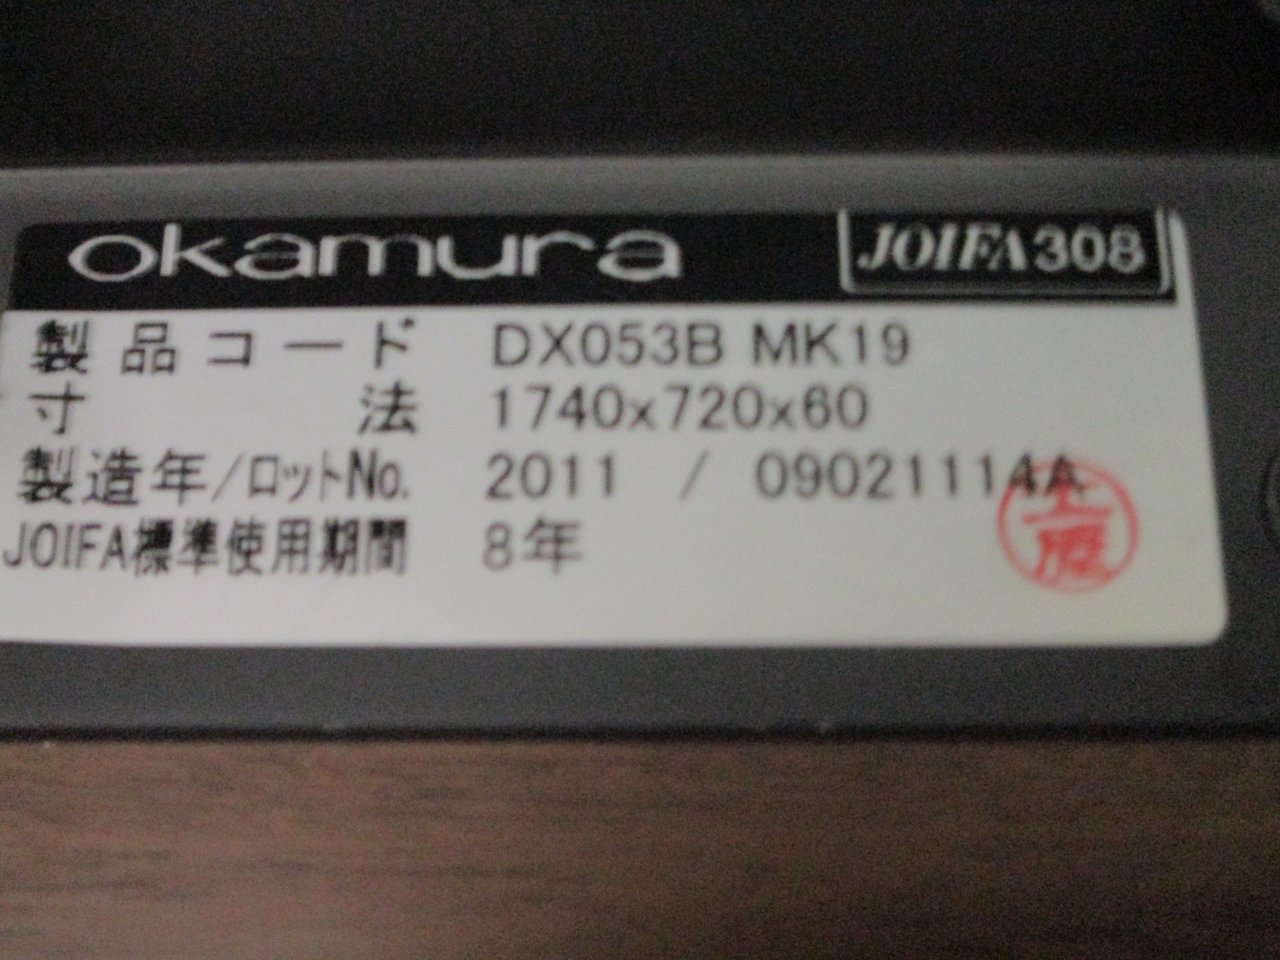 okamura JOIFA308
製品コード DX053B MK19
寸法 1740x720x60
製造年/ロットNo. 2011 / 09021114A
JOIFA標準使用期間 8年